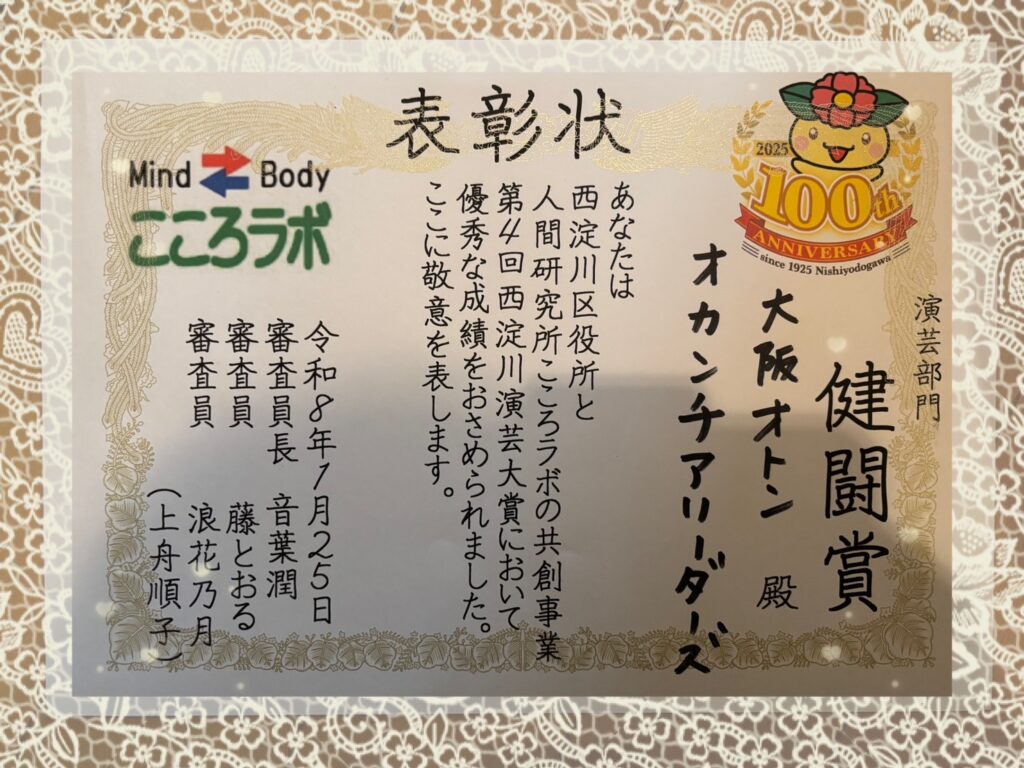 表彰状
演芸部門
健闘賞
大阪オトン 殿
オカンチアリーダーズ
あなたは
西淀川区役所と
人間研究所こころラボの共創事業
第4回西淀川演芸大賞において
優秀な成績をおさめられました。
ここに敬意を表します。
令和8年1月25日
審査員長 音葉潤
審査員 藤とおる
審査員 浪花乃月
(上舟順子)
Mind Body
こころラボ
2025
100th
ANNIVERSARY
since 1925 Nishiyodogawa